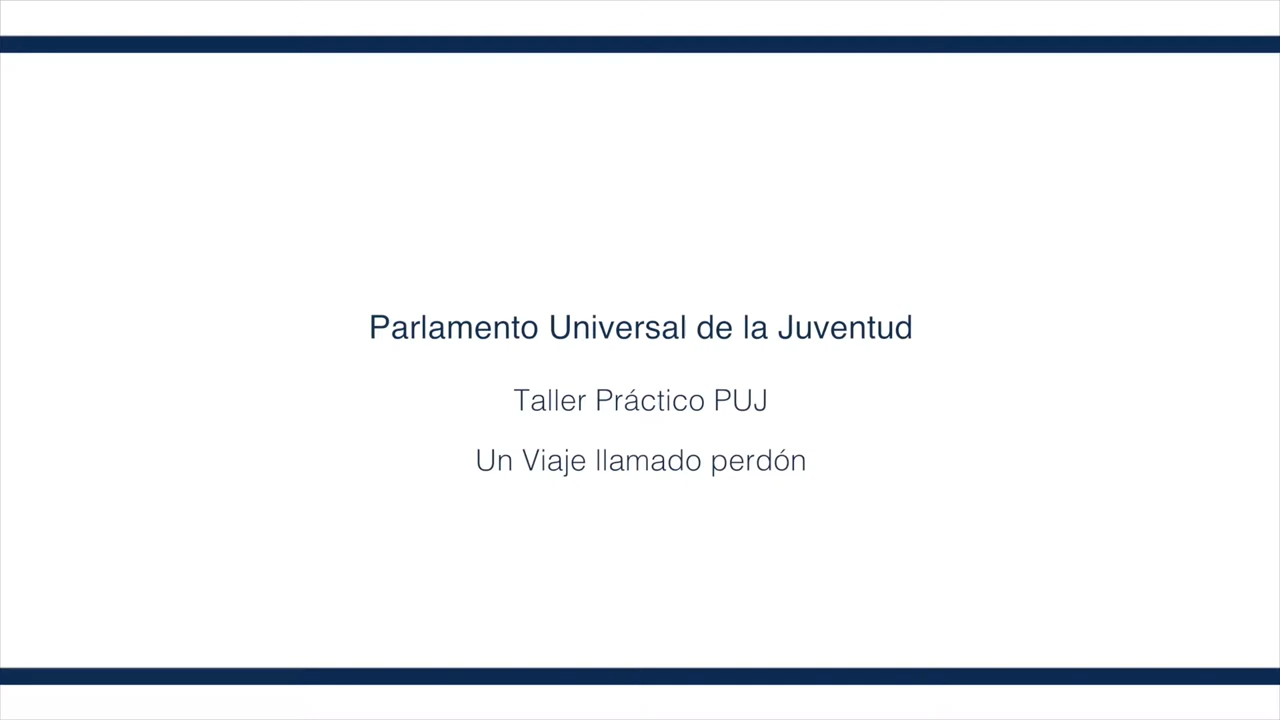 Parlamento Universal de la Juventud
Taller Práctico PUJ
Un Viaje llamado perdón